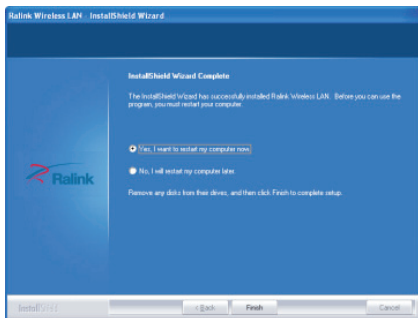 Ralink Wireless LAN - InstallShield Wizard
InstallShield Wizard Complete
The InstallShield Wizard has successfully installed Ralink Wireless LAN. Before you can use the
program, you must restart your computer.
Yes, I want to restart my computer now.
No, I will restart my computer later.
Remove any disks from their drives, and then click Finish to complete setup.
Ralink
InstallShield
< Back
Finish
Cancel